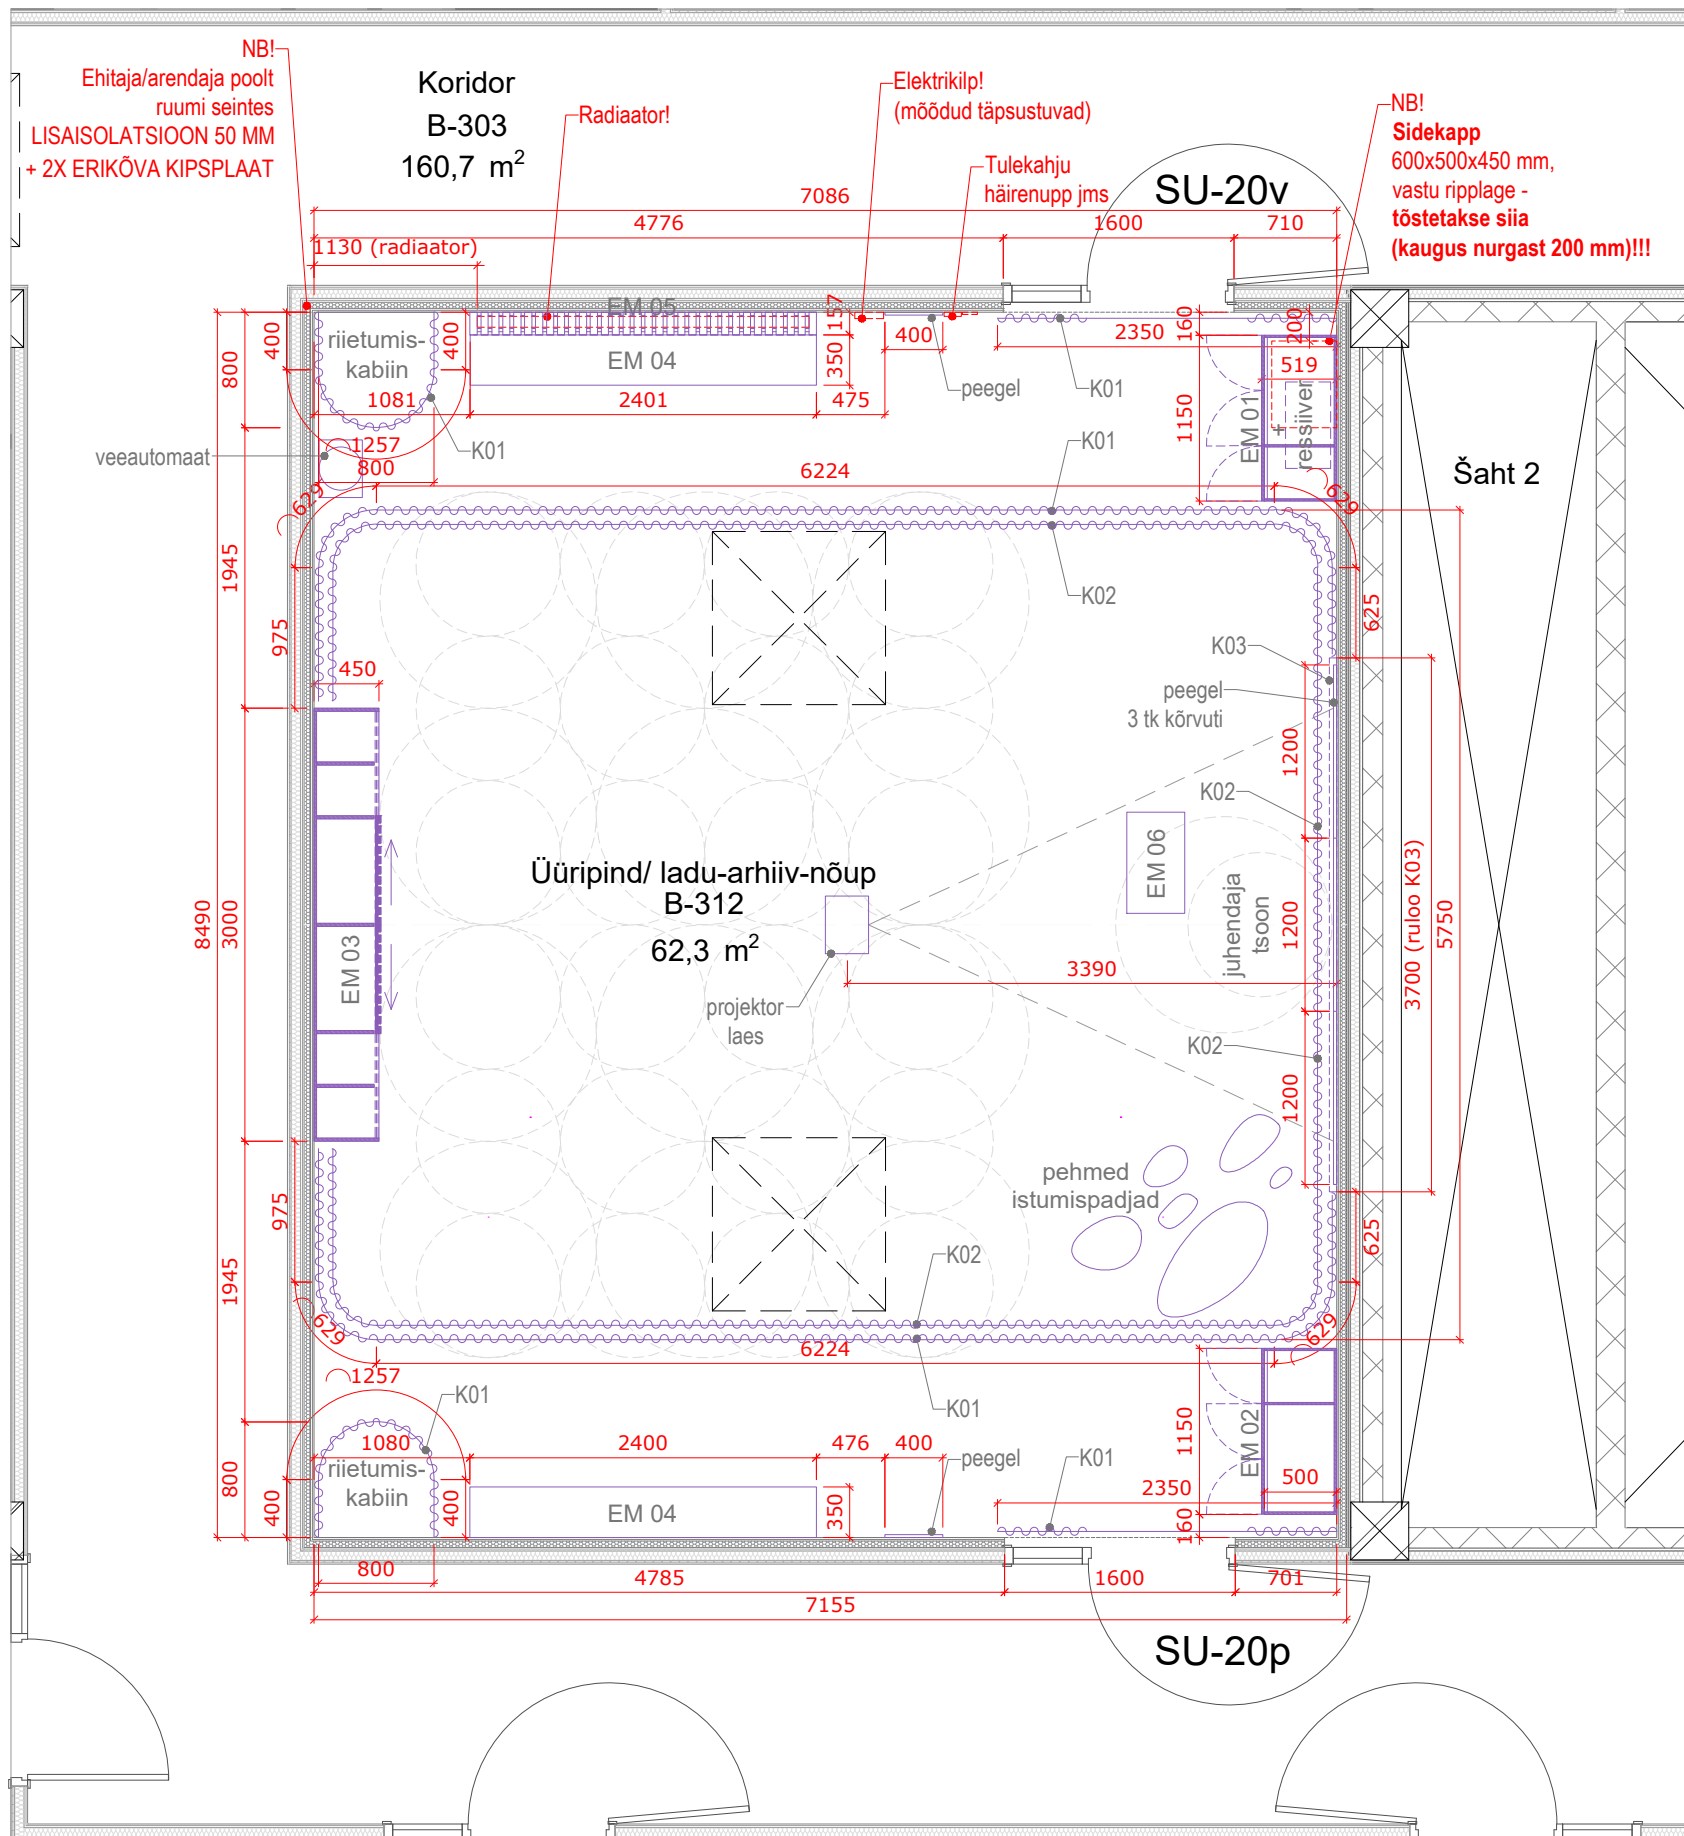 NB!
Ehitaja/arendaja poolt
ruumi seintes
LISAISOLATSIOON 50 MM
+ 2X ERIKÕVA KIPSPLAAT
Koridor
B-303
160,7 m²
Radiaator!
Elektrikilp!
(mõõdud täpsustuvad)
Tulekahju
häirenupp jms
SU-20v
NB!
Sidekapp
600x500x450 mm,
vastu ripplage -
tõstetakse siia
(kaugus nurgast 200 mm)!!!
7086
4776
1600
710
1130 (radiaator)
EM 05
157
160
200
400
800
riietumis-
kabiin
400
EM 04
350
400
peegel
2350
K01
519
1081
2401
475
1150
EM 01
+
ressiiver
K01
K01
veeautomaat
1257
800
6224
629
629
Šaht 2
1945
975
K02
625
K03
450
peegel
3 tk kõrvuti
1200
K02
EM 06
juhendaja
tsoon
Üüripind/ ladu-arhiiv-nõup
B-312
62,3 m²
8490
3000
EM 03
1200
3700 (ruloo K03)
5750
3390
projektor
laes
K02
1200
pehmed
istumispadjad
975
1945
625
K02
629
629
6224
1257
K01
K01
1080
2400
476
400
peegel
K01
1150
EM 02
500
800
400
riietumis-
kabiin
400
EM 04
350
2350
160
800
4785
1600
701
7155
SU-20p